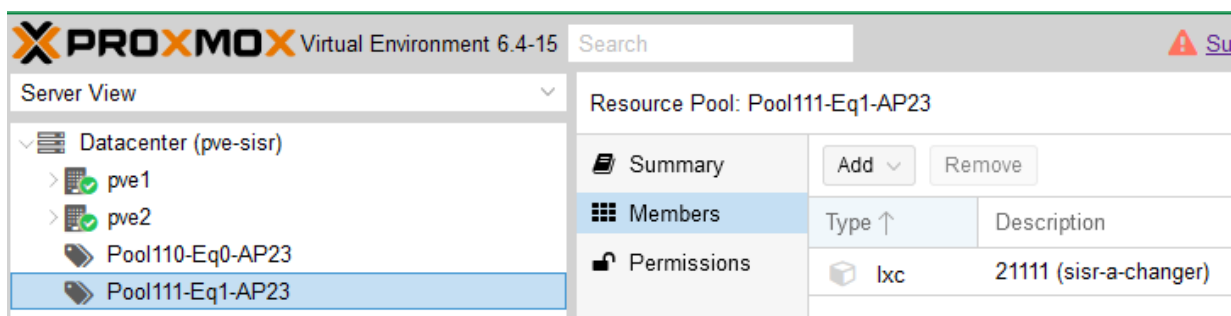 PROXMOX Virtual Environment 6.4-15 Search Su
Server View
Resource Pool: Pool111-Eq1-AP23
Datacenter (pve-sisr)
pve1
pve2
Pool110-Eq0-AP23
Pool111-Eq1-AP23
Summary
Members
Permissions
Add Remove
Type Description
lxc 21111 (sisr-a-changer)